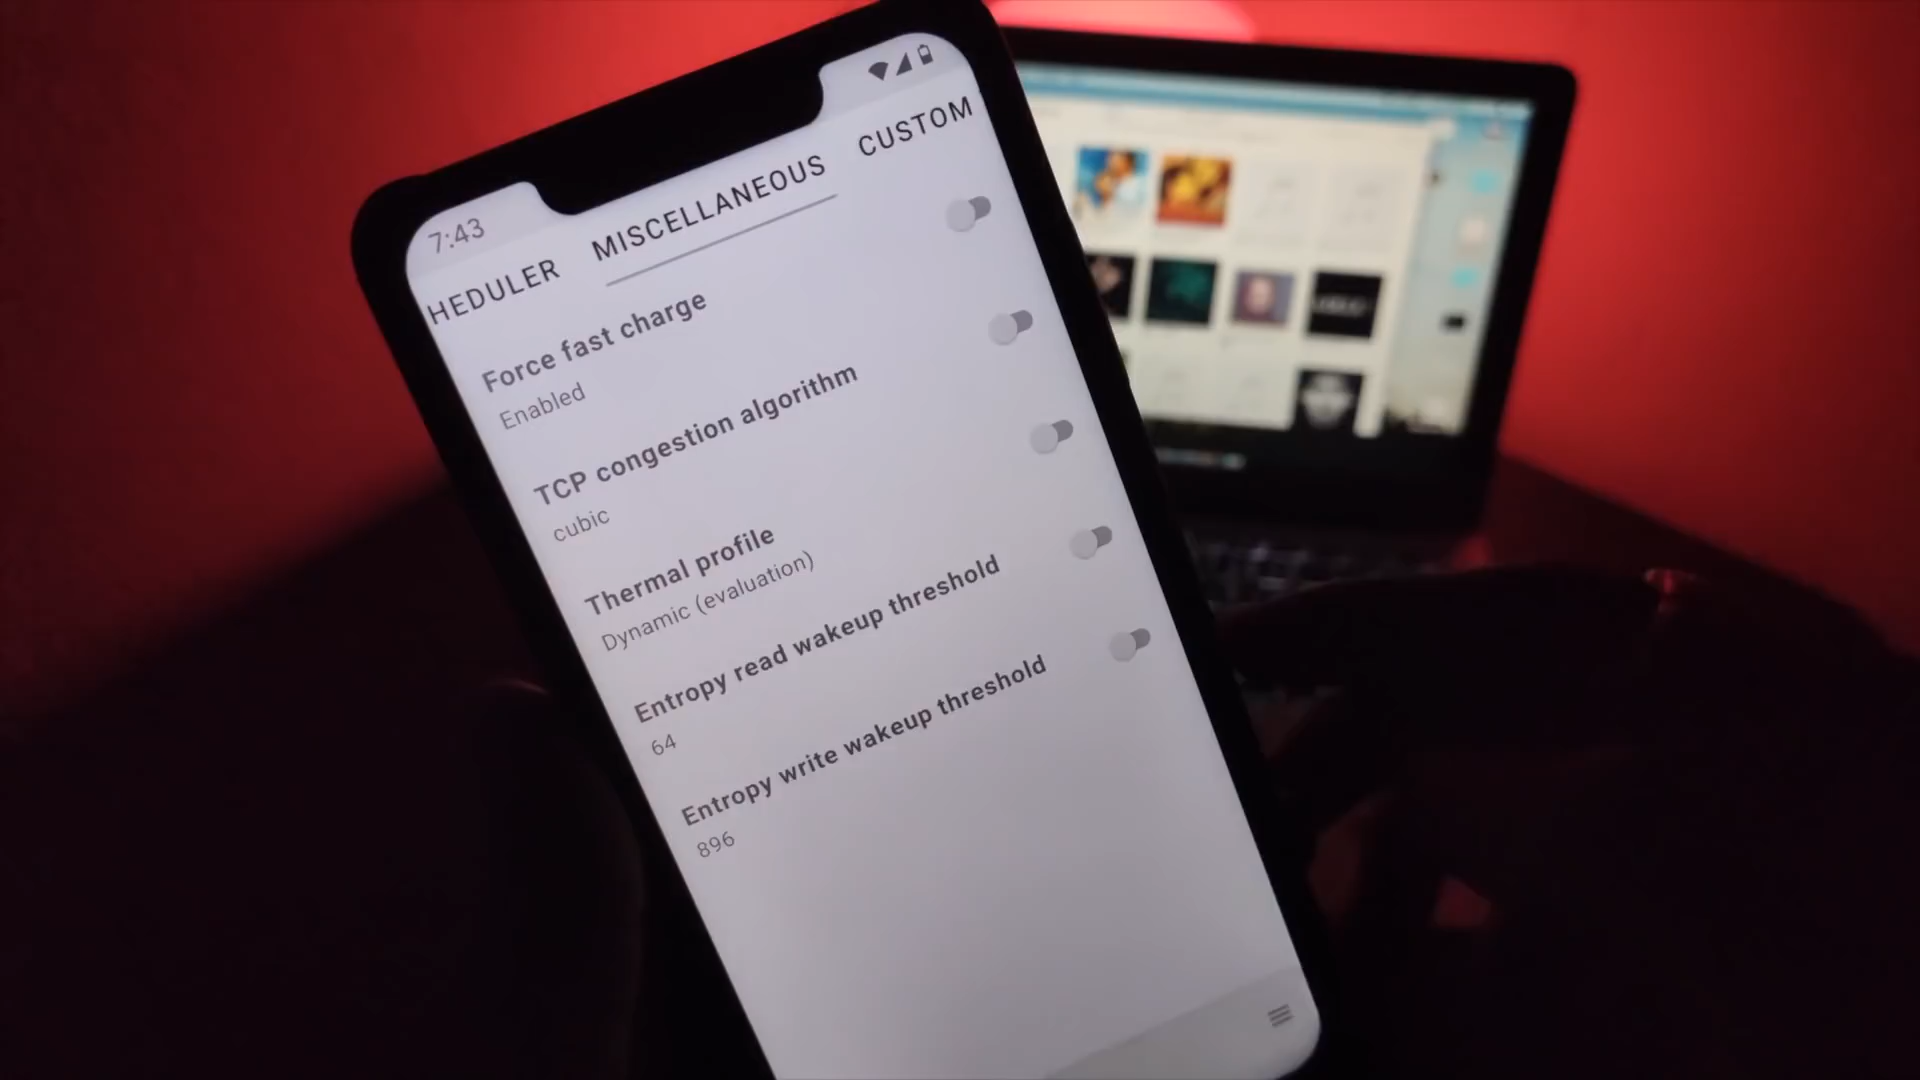 7:43
HEDULER MISCELLANEOUS CUSTOM
Force fast charge
Enabled
TCP congestion algorithm
cubic
Thermal profile
Dynamic (evaluation)
Entropy read wakeup threshold
64
Entropy write wakeup threshold
896